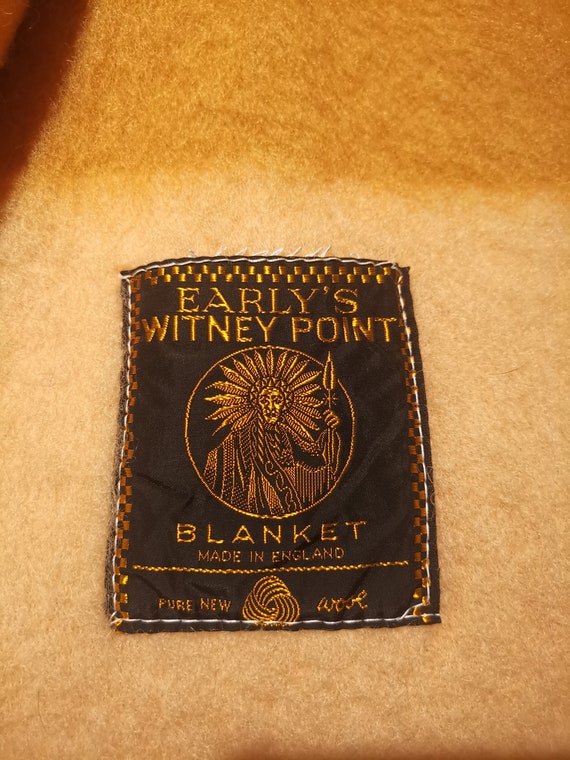 EARLY'S
WITNEY POINT
BLANKET
MADE IN ENGLAND
PURE NEW wool